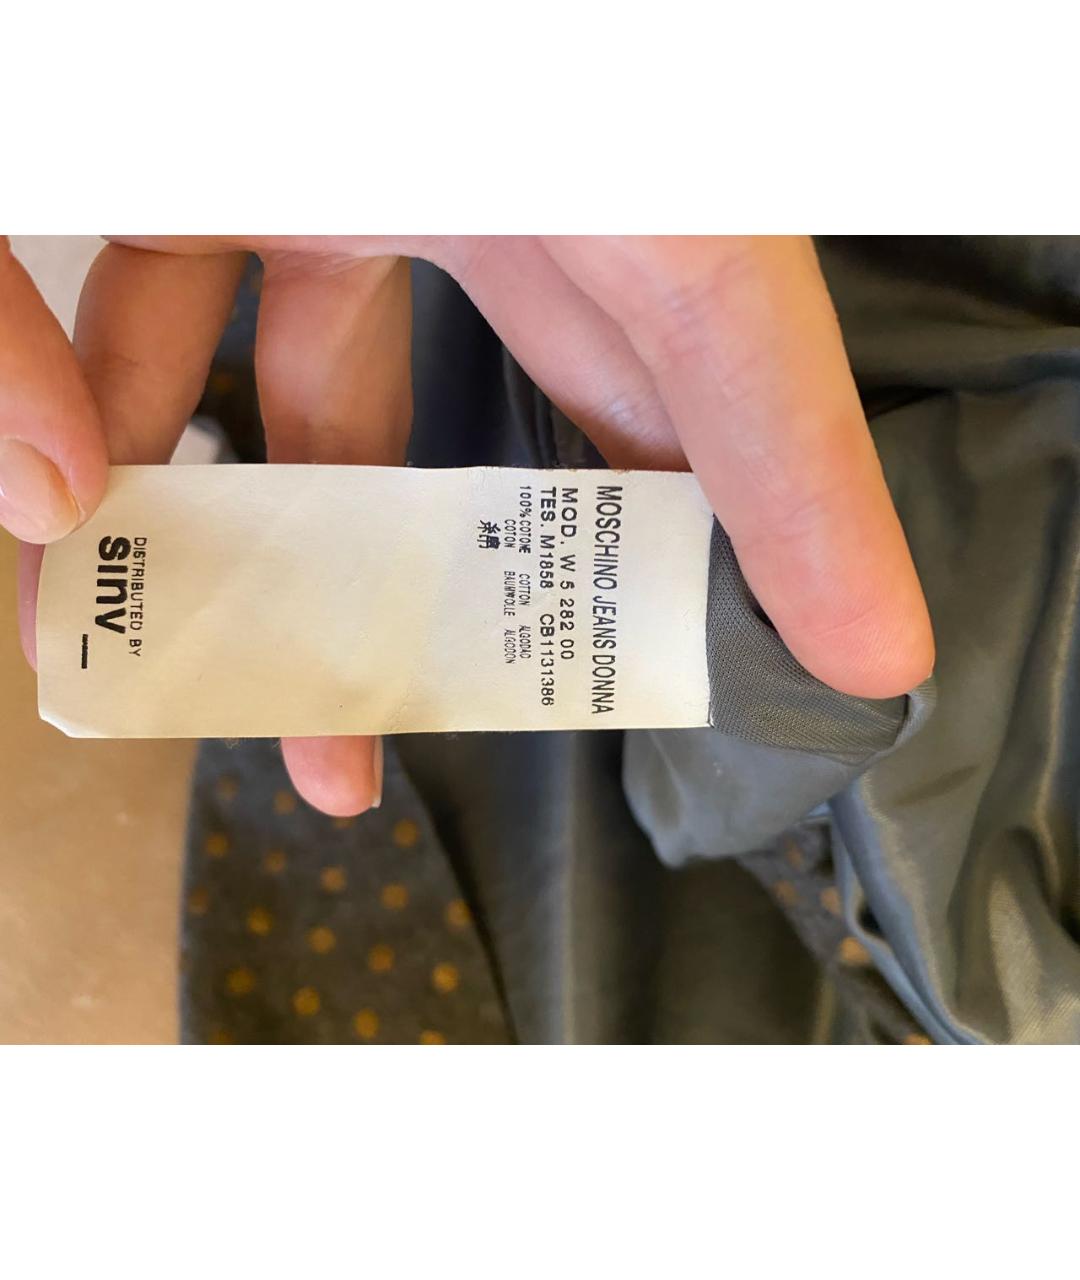 MOSCHINO JEANS DONNA
MOD. W 5 282 00
TES. M1858 CB1131386
100% COTONE COTTON ALGODAO
COTON BAUMWOLLE ALGODON
DISTRIBUTED BY
sinv